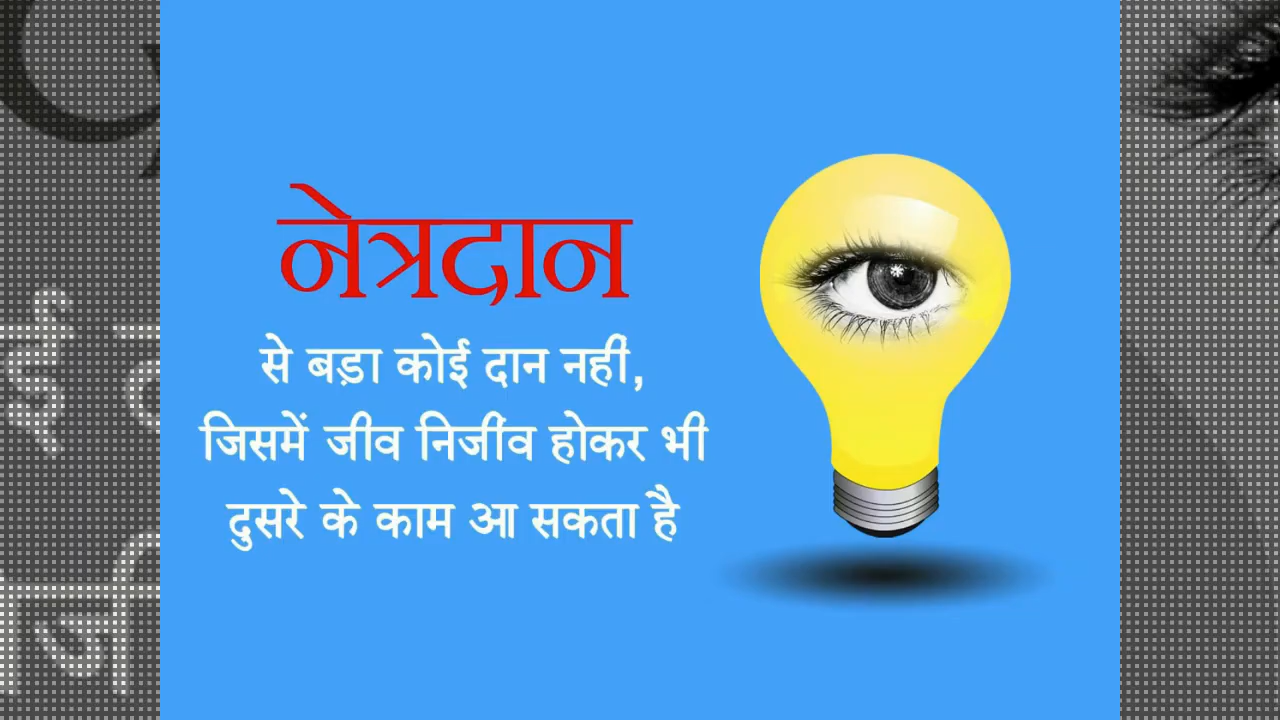 नेत्रदान
से बड़ा कोई दान नहीं,
जिसमें जीव निर्जीव होकर भी
दुसरे के काम आ सकता है